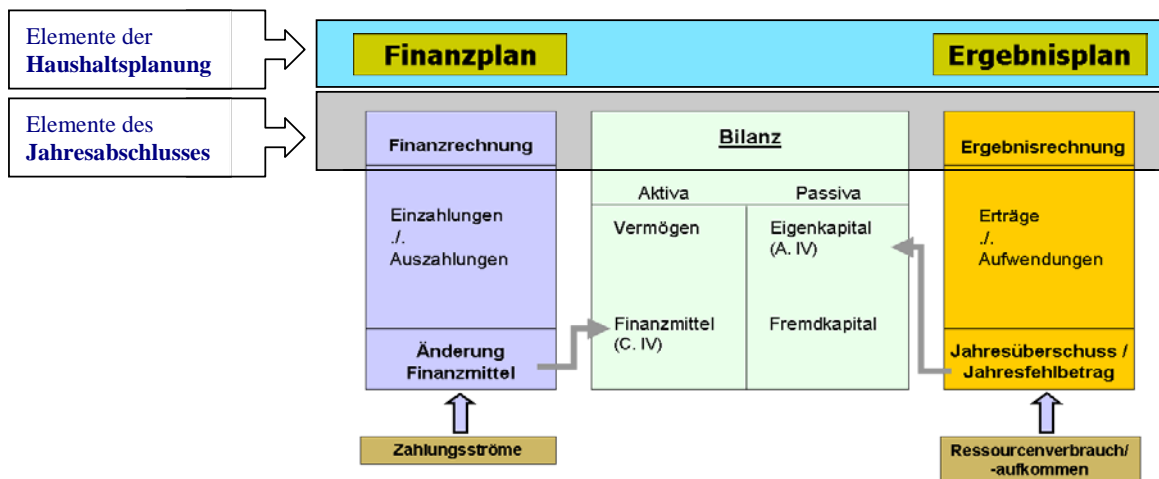 Elemente der
Haushaltsplanung
Finanzplan
Ergebnisplan
Elemente des
Jahresabschlusses
Finanzrechnung
Einzahlungen
./.
Auszahlungen
Änderung
Finanzmittel
Bilanz
Aktiva
Passiva
Vermögen
Finanzmittel
(C. IV)
Eigenkapital
(A. IV)
Fremdkapital
Ergebnisrechnung
Erträge
./.
Aufwendungen
Jahresüberschuss /
Jahresfehlbetrag
Zahlungsströme
Ressourcenverbrauch/
-aufkommen